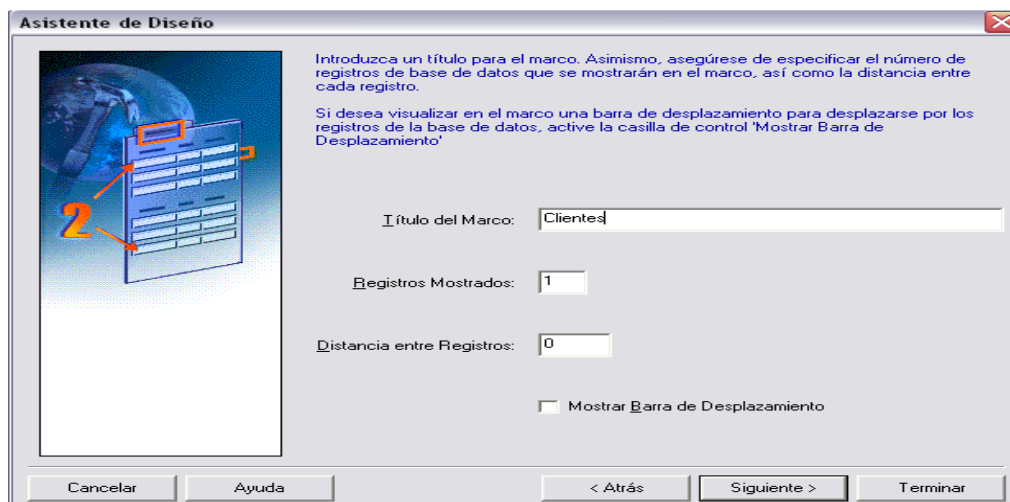 Asistente de Diseño
Introduzca un título para el marco. Asimismo, asegúrese de especificar el número de
registros de base de datos que se mostrarán en el marco, así como la distancia entre
cada registro.
Si desea visualizar en el marco una barra de desplazamiento para desplazarse por los
registros de la base de datos, active la casilla de control 'Mostrar Barra de
Desplazamiento'
2
Título del Marco: Clientes
Registros Mostrados: 1
Distancia entre Registros: 0
Mostrar Barra de Desplazamiento
Cancelar Ayuda < Atrás Siguiente > Terminar